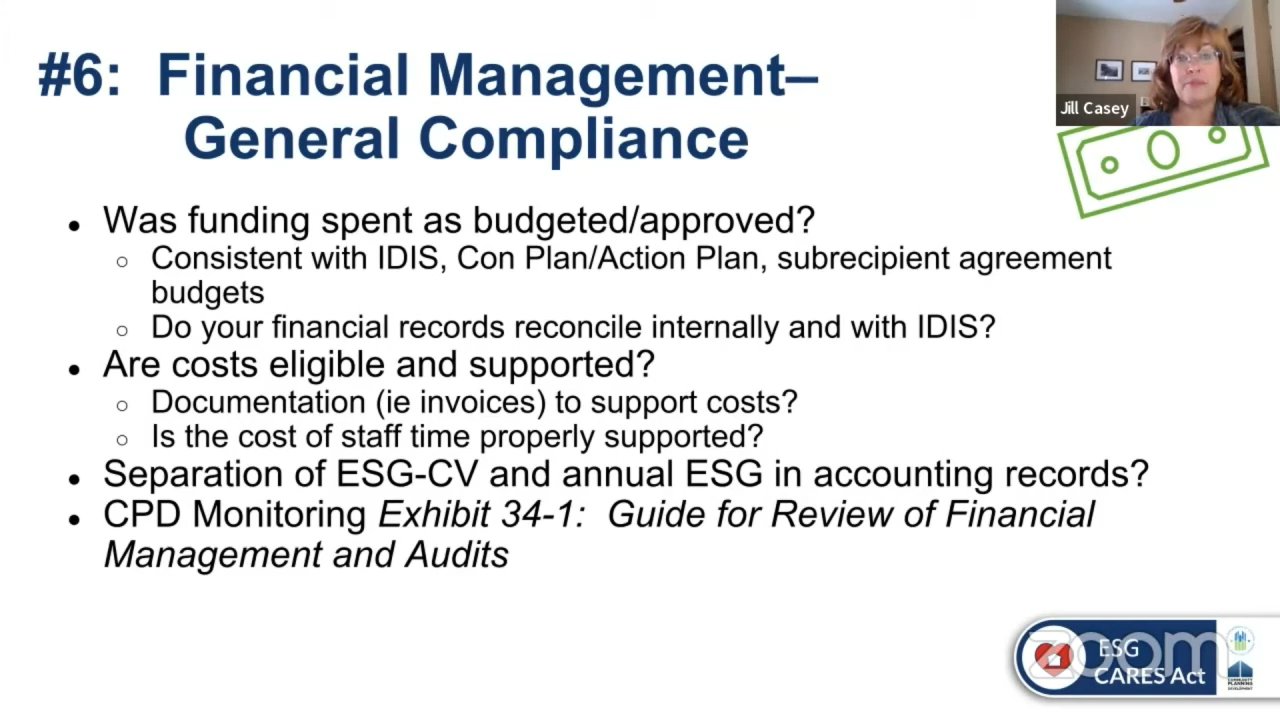 #6: Financial Management–
General Compliance
Jill Casey
● Was funding spent as budgeted/approved?
○ Consistent with IDIS, Con Plan/Action Plan, subrecipient agreement
budgets
○ Do your financial records reconcile internally and with IDIS?
● Are costs eligible and supported?
○ Documentation (ie invoices) to support costs?
○ Is the cost of staff time properly supported?
● Separation of ESG-CV and annual ESG in accounting records?
● CPD Monitoring Exhibit 34-1: Guide for Review of Financial
Management and Audits
zoom
ESG
CARES Act
COMMUNITY
PLANNING
DEVELOPMENT